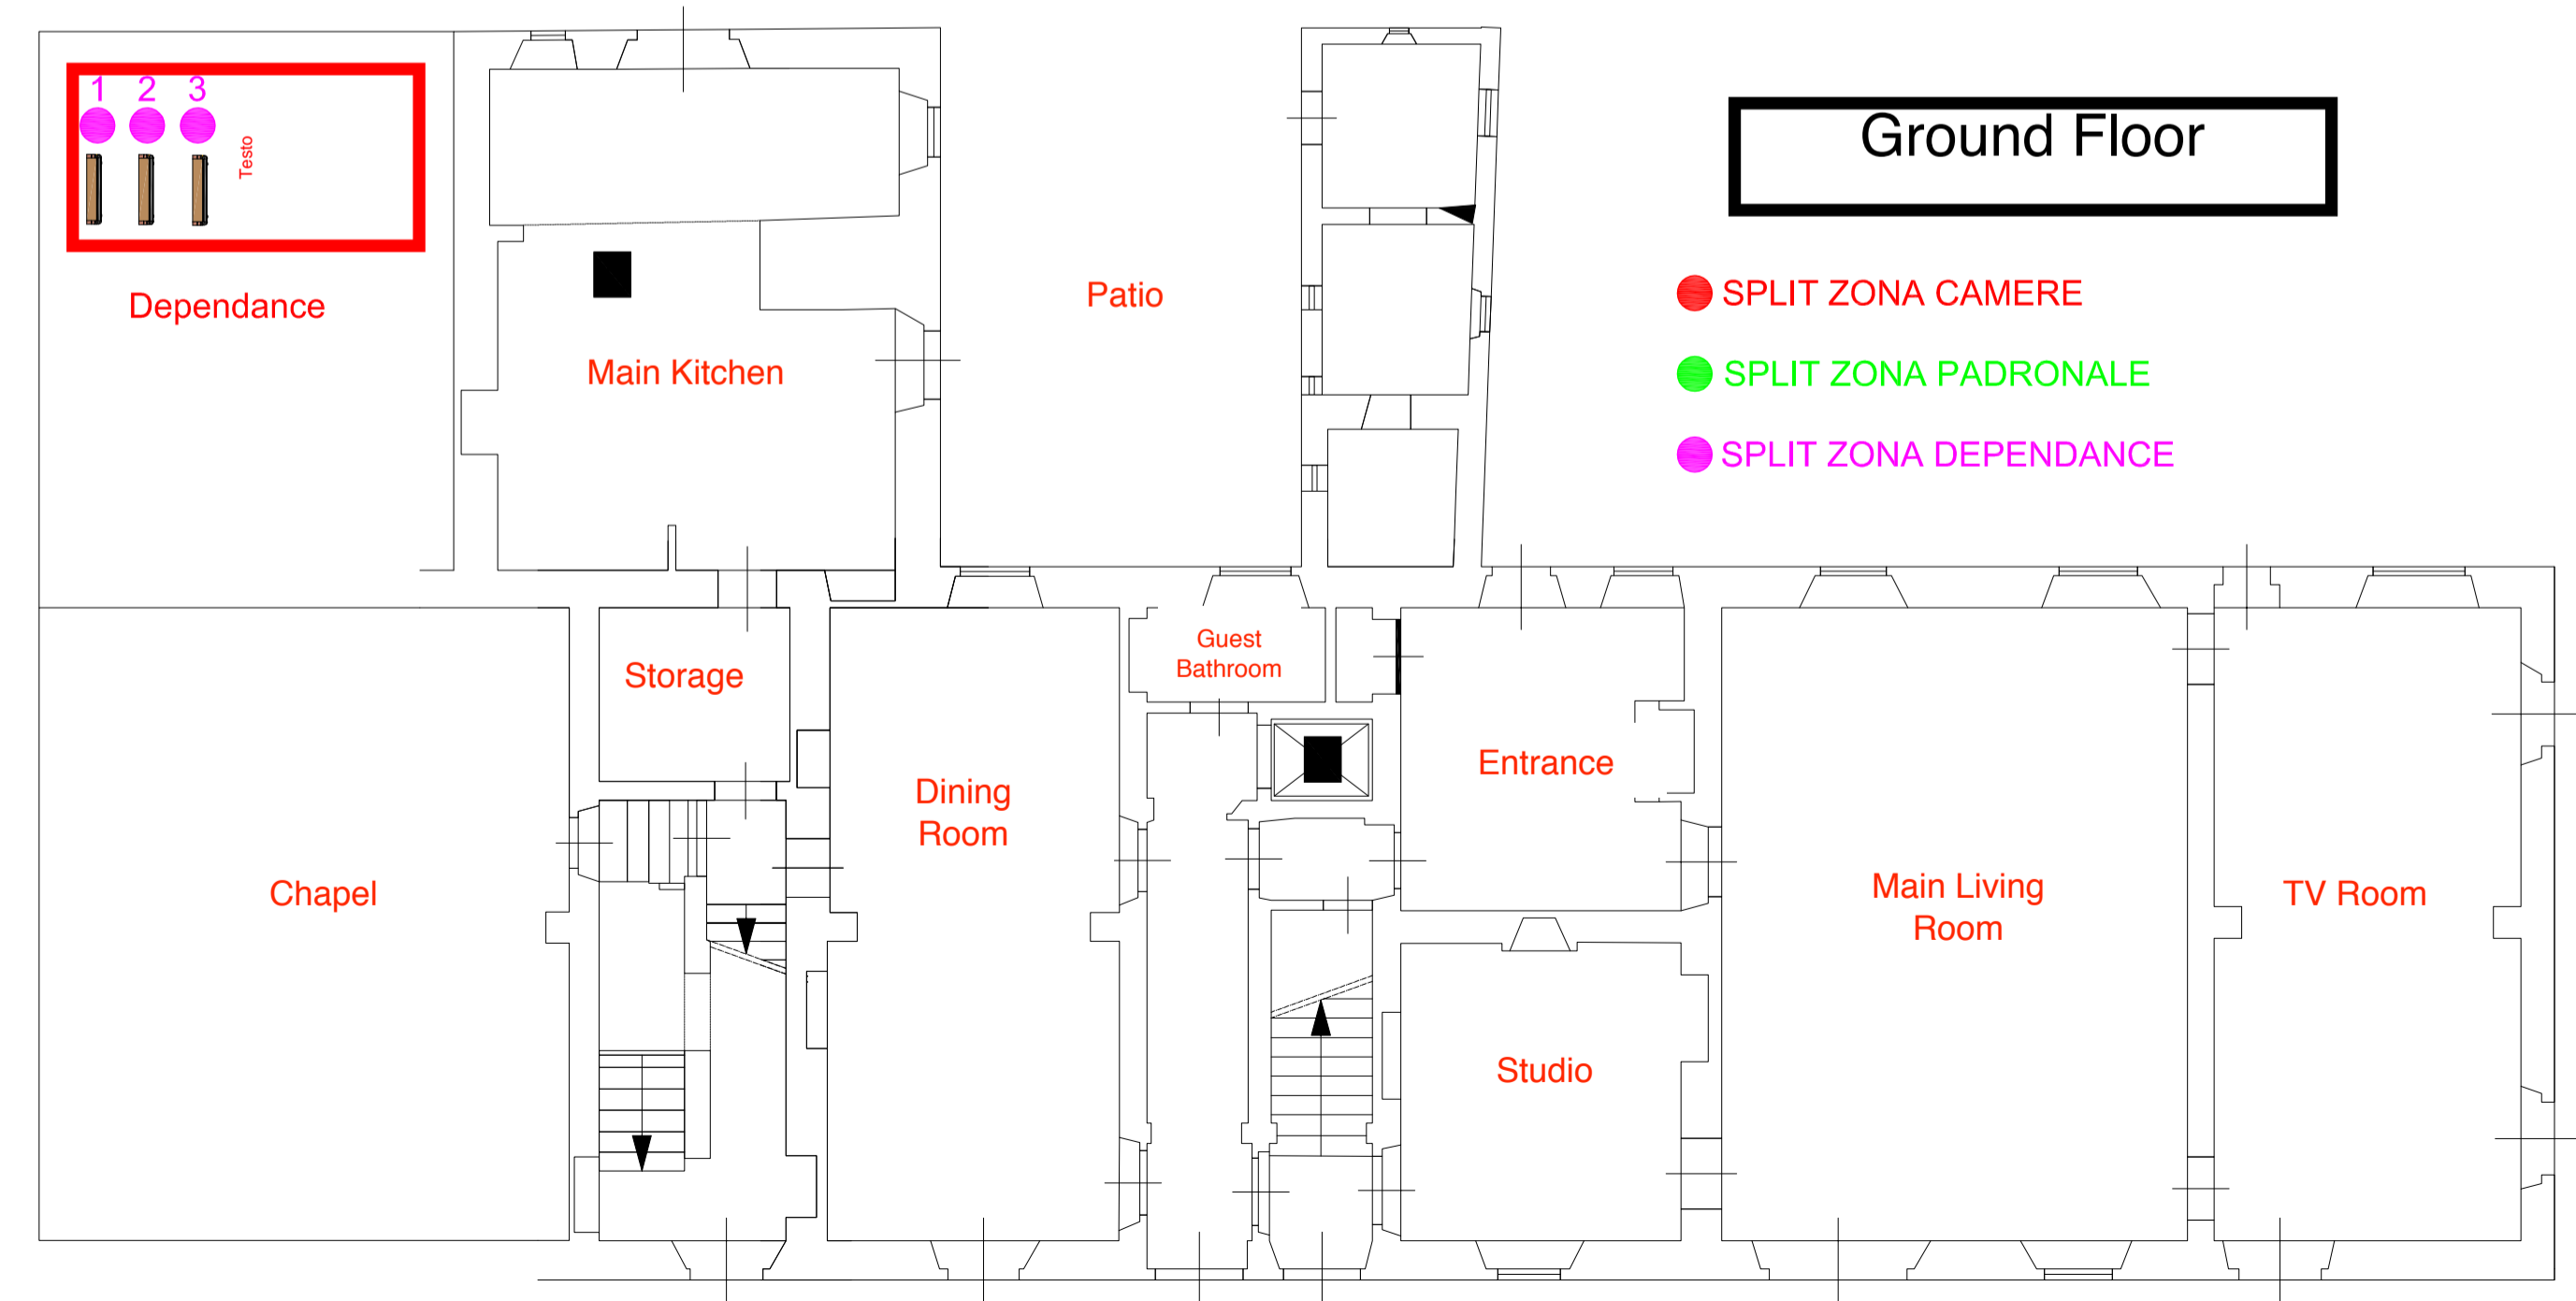 Ground Floor
1 2 3
Testo
Dependance
Main Kitchen
Patio
SPLIT ZONA CAMERE
SPLIT ZONA PADRONALE
SPLIT ZONA DEPENDANCE
Storage
Guest
Bathroom
Dining
Room
Entrance
Chapel
Main Living
Room
TV Room
Studio